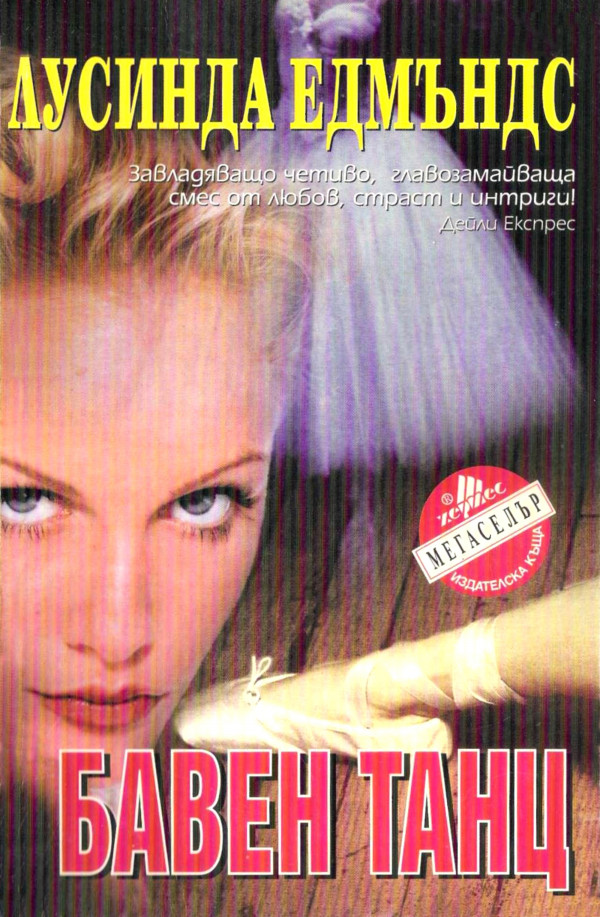 ЛУСИНДА ЕДМЪНДС
Завладяващо четиво, главозамайваща
смес от любов, страст и интриги!
Дейли Експрес
®
Хермес
МЕГАСЕЛЪР
ИЗДАТЕЛСКА КЪЩА
БАВЕН ТАНЦ